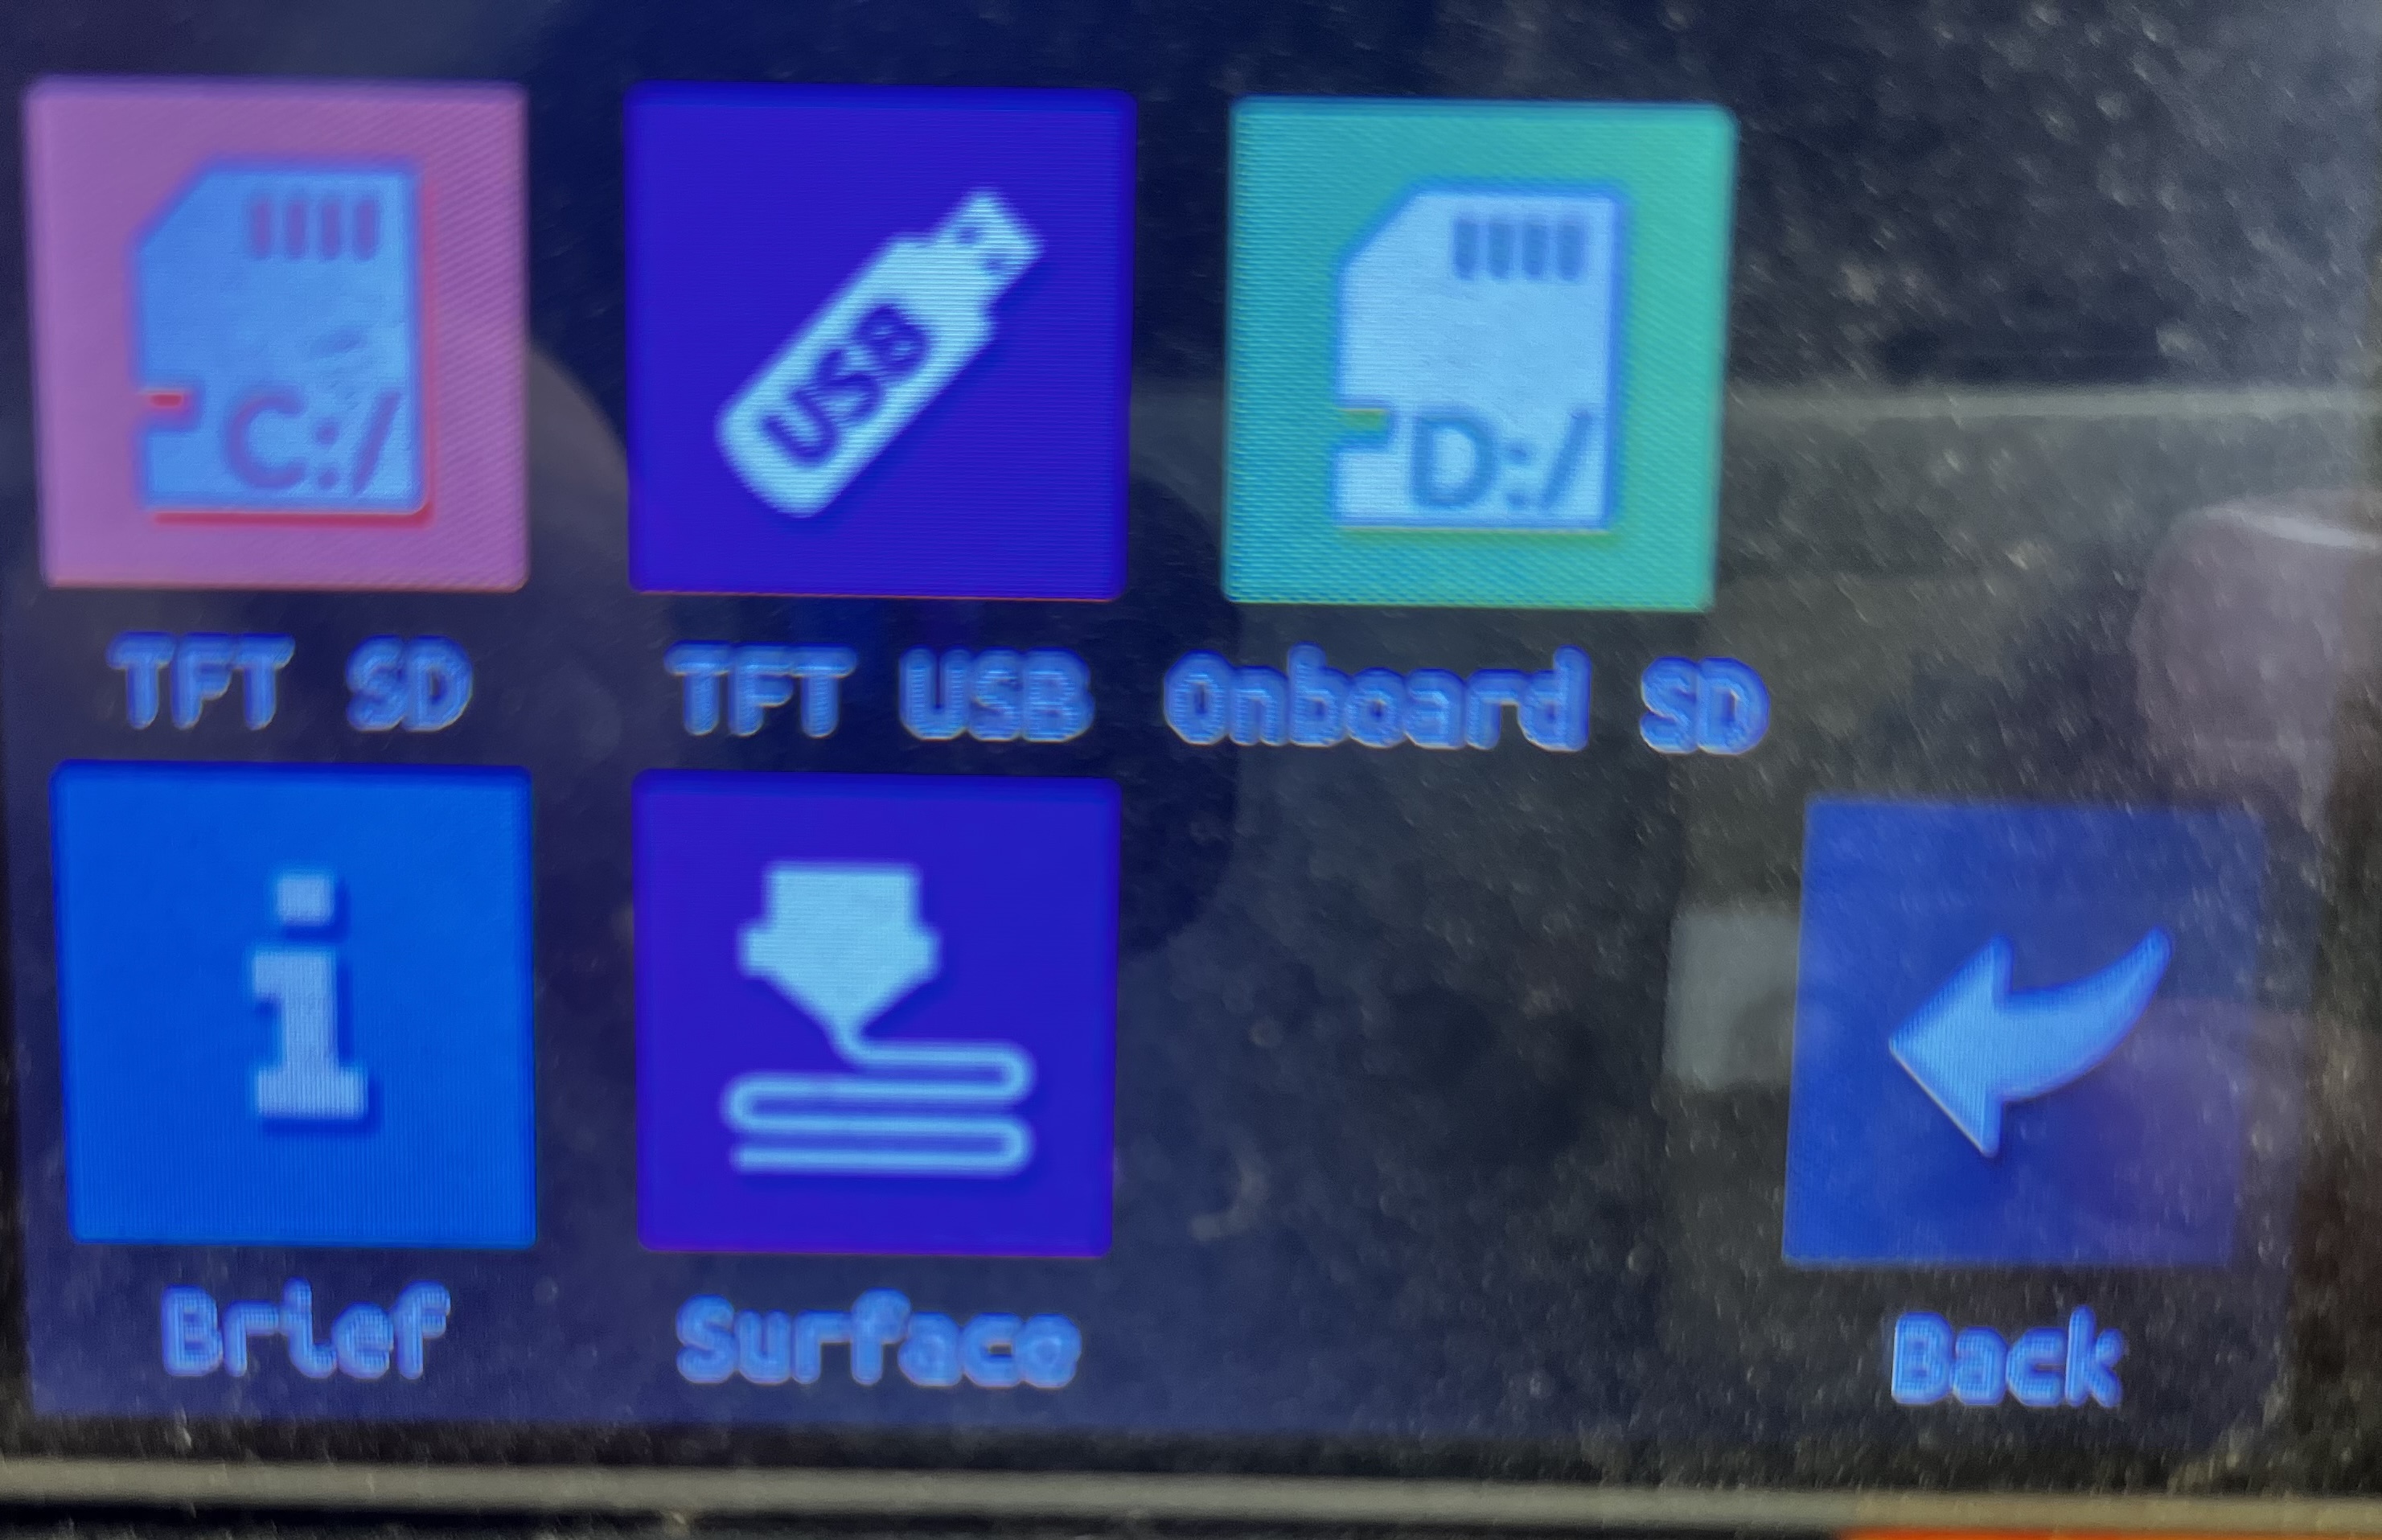 C:/
USB
D:/
TFT SD
TFT USB
Onboard SD
i
Brief
Surface
Back